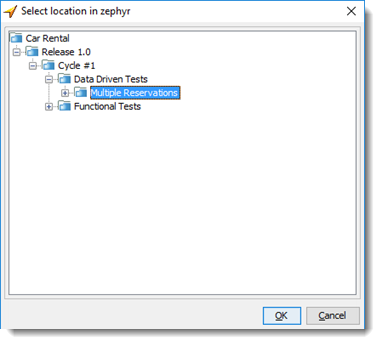 Select location in zephyr
Car Rental
Release 1.0
Cycle #1
Data Driven Tests
Multiple Reservations
Functional Tests
OK Cancel